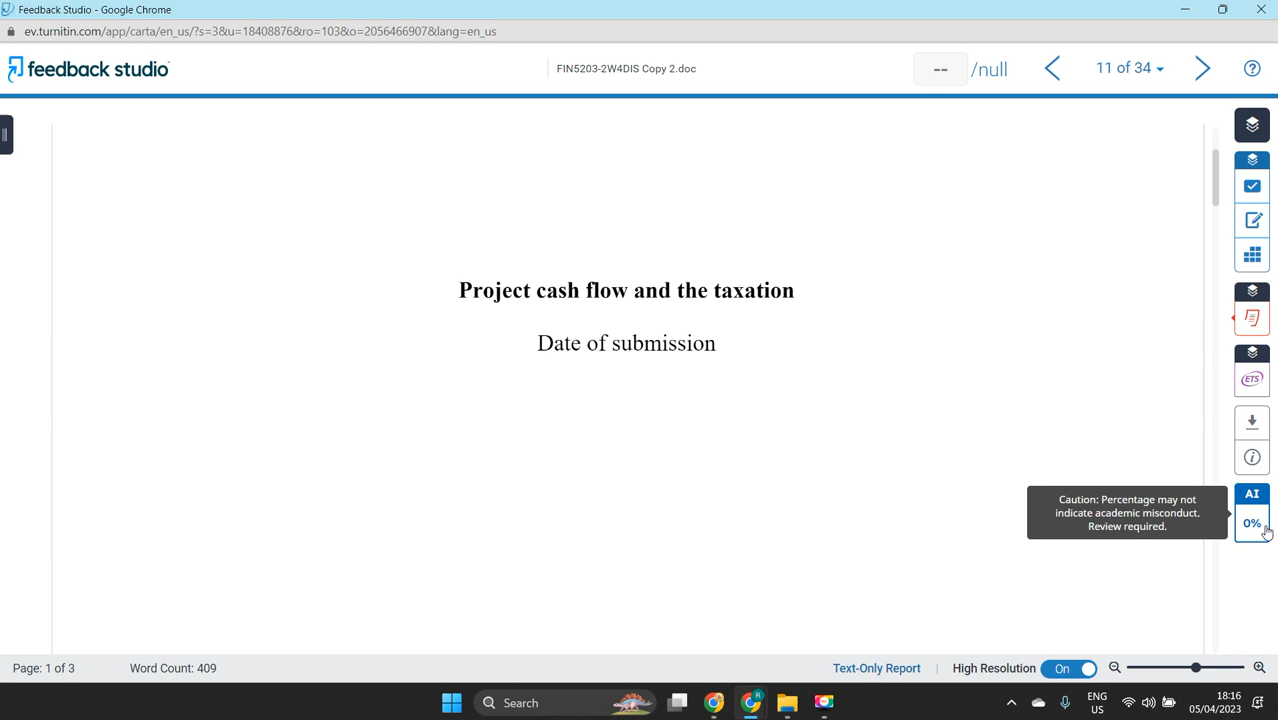 Feedback Studio - Google Chrome
ev.turnitin.com/app/carta/en_us/?s=3&u=18408876&ro=103&o=2056466907&lang=en_us
feedback studio
FIN5203-2W4DIS Copy 2.doc
-- /null
11 of 34
Project cash flow and the taxation
Date of submission
ETS
AI
0%
Caution: Percentage may not
indicate academic misconduct.
Review required.
Page: 1 of 3
Word Count: 409
Text-Only Report
High Resolution
On
Search
R
ENG
US
18:16
05/04/2023